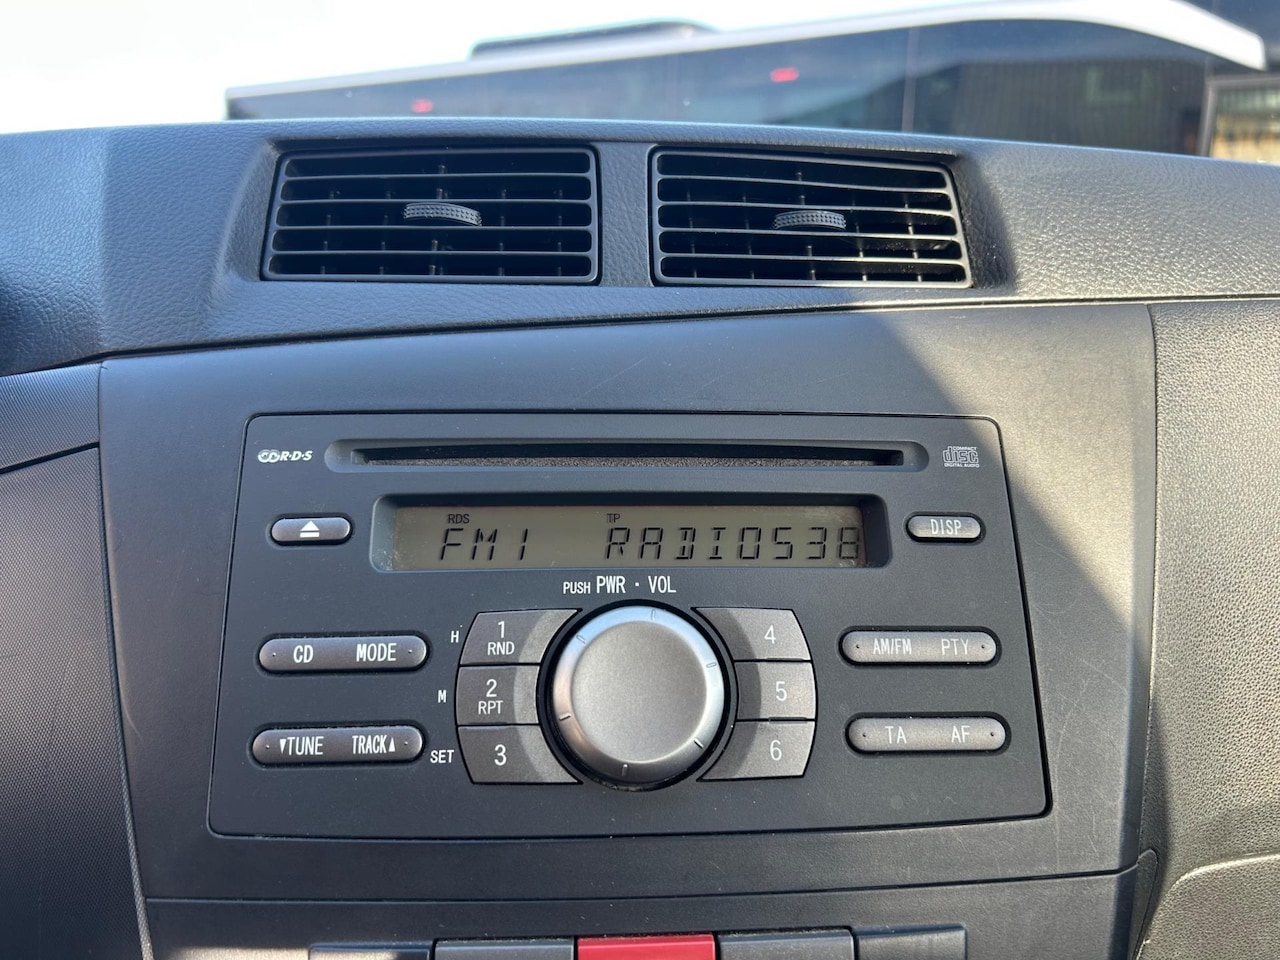 R·D·S
COMPACT
disc
DIGITAL AUDIO
RDS TP
FM1 RADIO538
DISP
PUSH PWR · VOL
H 1 4
RND
CD MODE
AM/FM PTY
M 2 5
RPT
▼TUNE TRACK▲
TA AF
SET 3 6